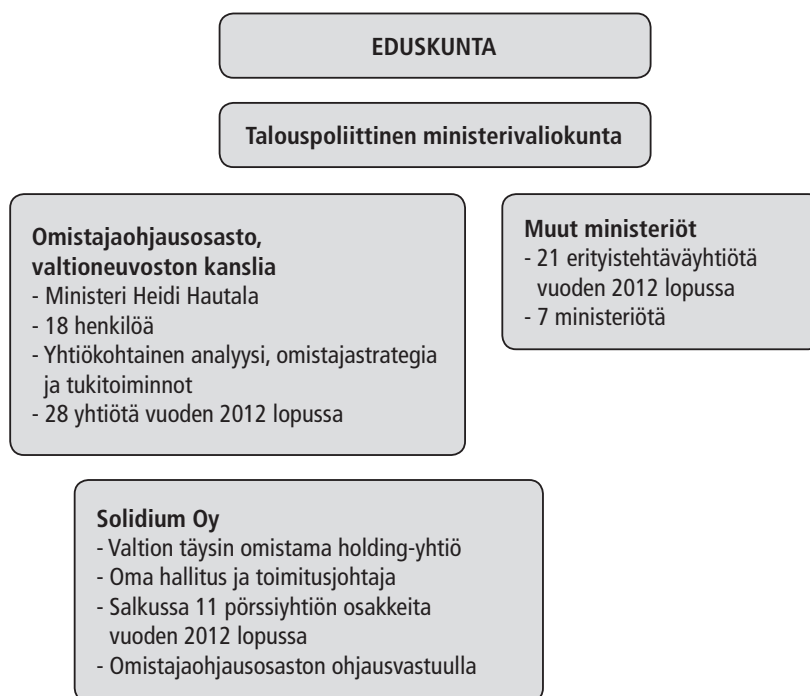 EDUSKUNTA
Talouspoliittinen ministerivaliokunta
Omistajaohjausosasto,
valtioneuvoston kanslia
- Ministeri Heidi Hautala
- 18 henkilöä
- Yhtiökohtainen analyysi, omistajastrategia
ja tukitoiminnot
- 28 yhtiötä vuoden 2012 lopussa
Muut ministeriöt
- 21 erityistehtäväyhtiötä
vuoden 2012 lopussa
- 7 ministeriötä
Solidium Oy
- Valtion täysin omistama holding-yhtiö
- Oma hallitus ja toimitusjohtaja
- Salkussa 11 pörssiyhtiön osakkeita
vuoden 2012 lopussa
- Omistajaohjausosaston ohjausvastuulla